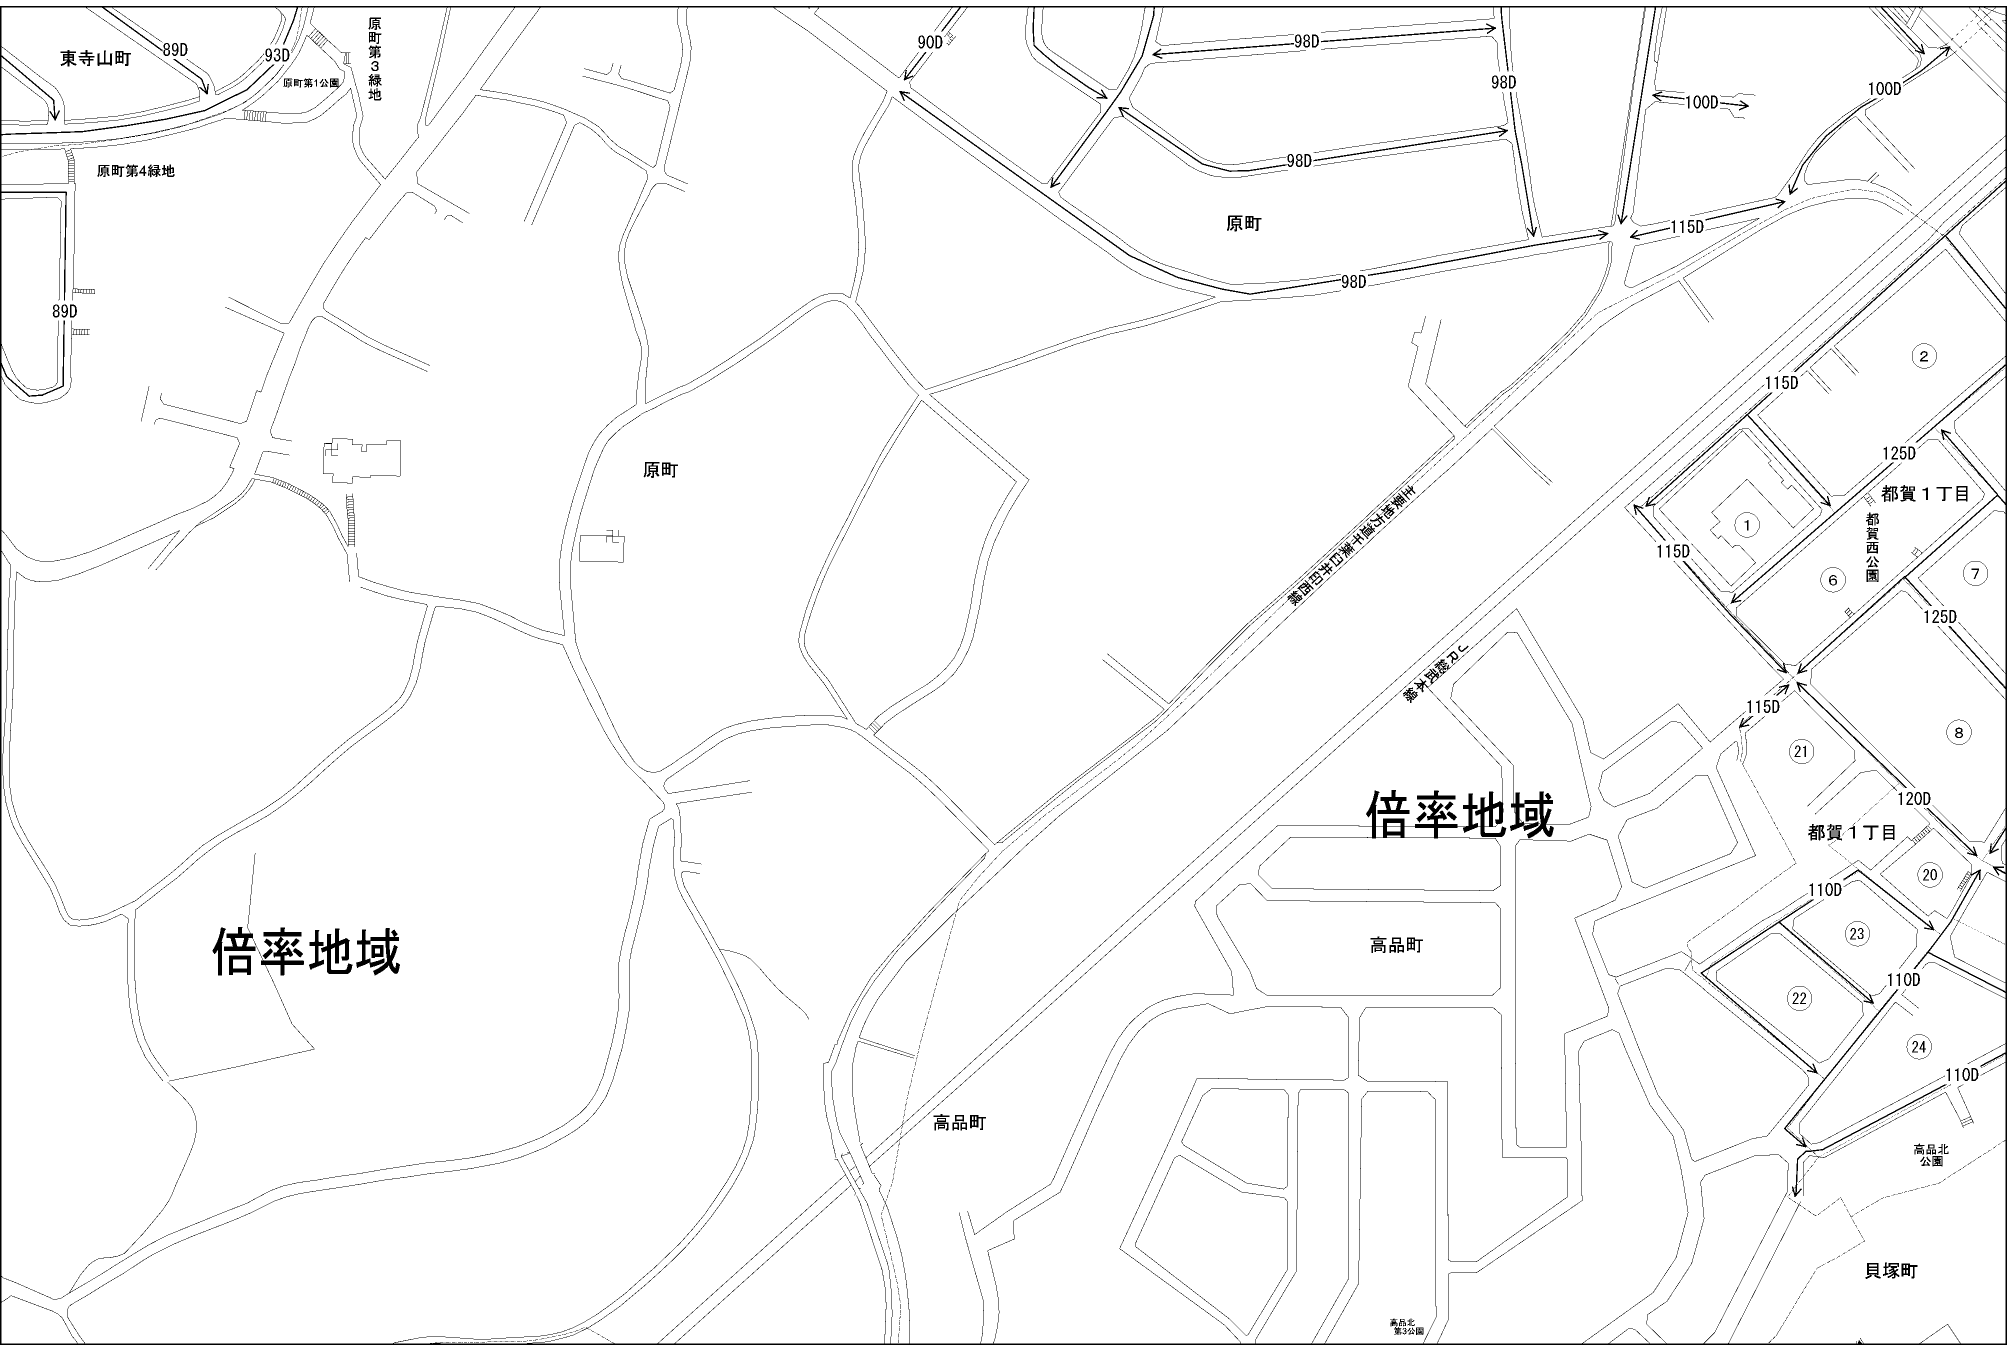 東寺山町
89D
93D
原町第3緑地
原町第1公園
90D
98D
98D
100D
100D
原町第4緑地
98D
原町
115D
98D
89D
115D
②
125D
原町
都賀1丁目
主要地方道千葉臼井印西線
①
都賀西公園
115D
⑥
⑦
125D
JR総武本線
115D
⑧
21
倍率地域
120D
都賀1丁目
20
110D
倍率地域
高品町
23
110D
22
24
110D
高品町
高品北
公園
貝塚町
高品北
第3公園